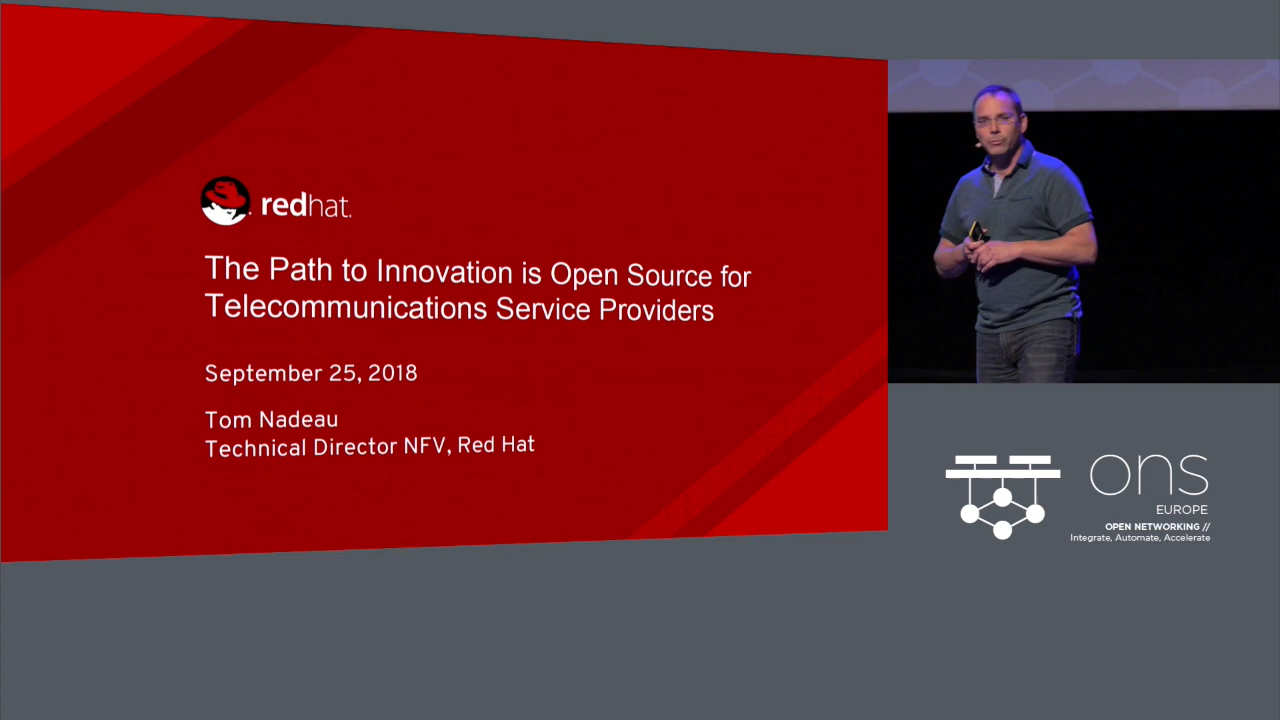 redhat.
The Path to Innovation is Open Source for
Telecommunications Service Providers
September 25, 2018
Tom Nadeau
Technical Director NFV, Red Hat
ons
EUROPE
OPEN NETWORKING //
Integrate, Automate, Accelerate